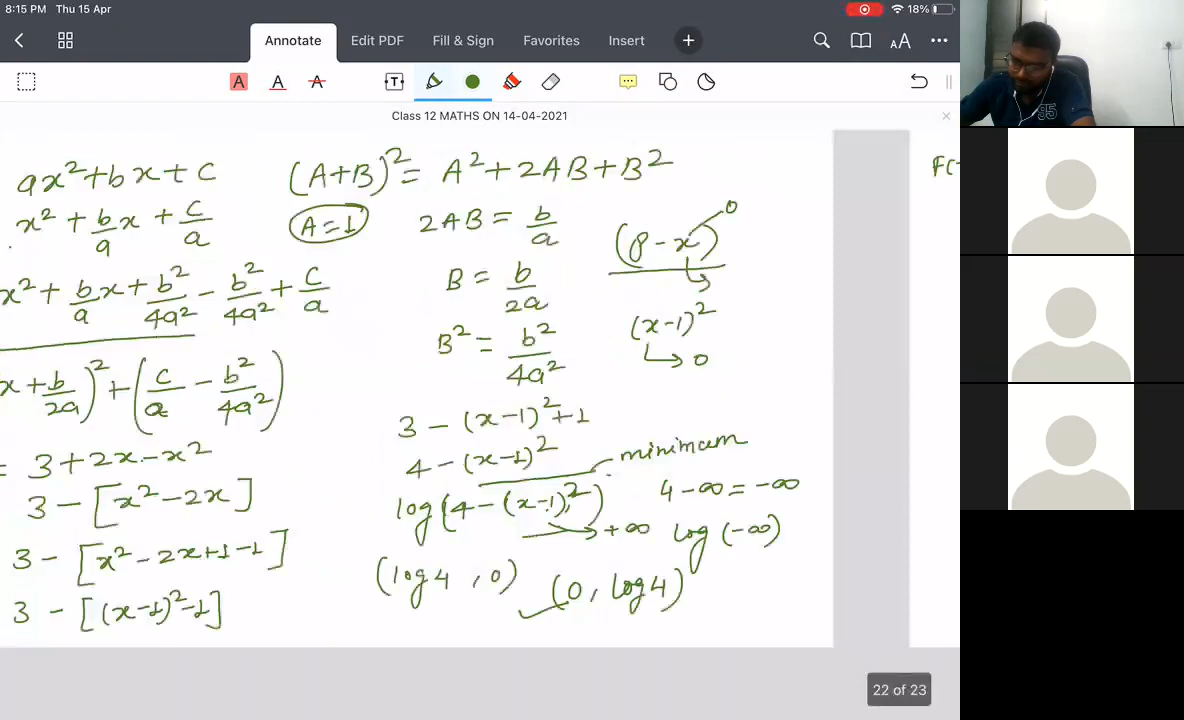 8:15 PM Thu 15 Apr
18%
Annotate Edit PDF Fill & Sign Favorites Insert
Class 12 MATHS ON 14-04-2021
ax² + bx + c
x² + b/a x + c/a
x² + b/a x + b²/4a² - b²/4a² + c/a
x + b/2a)² + (c/a - b²/4a²)
= 3 + 2x - x²
3 - [x² - 2x]
3 - [x² - 2x + 1 - 1]
3 - [(x-1)² - 1]
(A+B)² = A² + 2AB + B²
A = 1
2AB = b/a
B = b/2a
B² = b²/4a²
3 - (x-1)² + 1
4 - (x-1)²
minimum
log(4 - (x-1)²)
→ +∞
(log4 , 0) (0, log4)
(8 - x) 0
(x-1)²
→ 0
4 - ∞ = -∞
log(-∞)
F(-
95
22 of 23